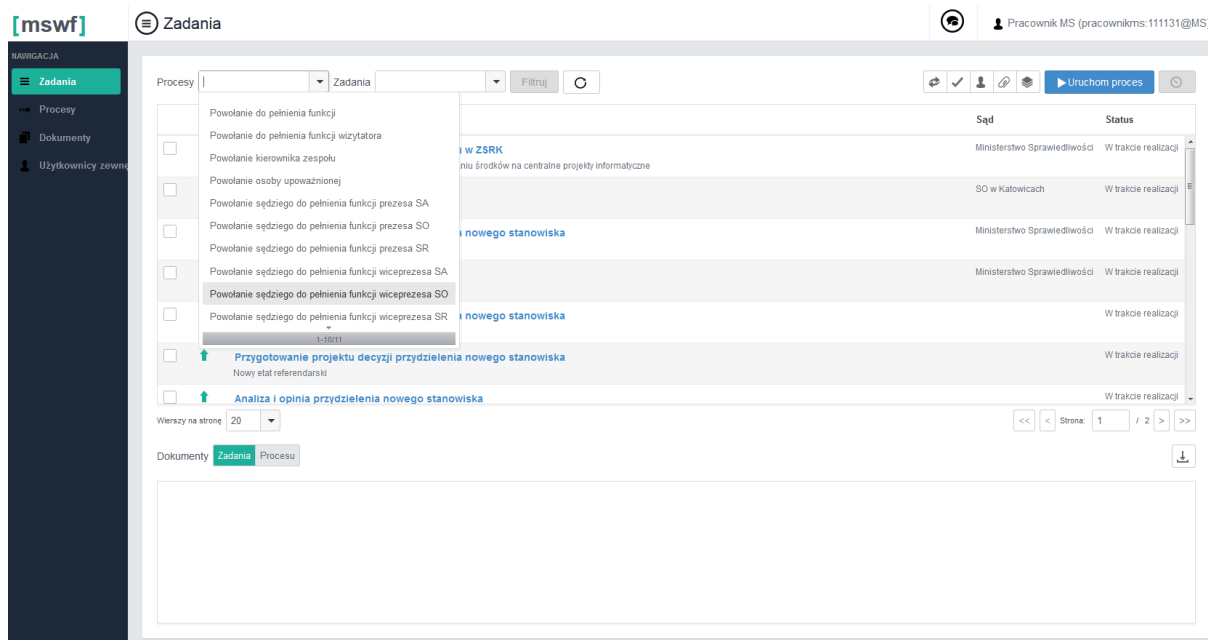 [mswf]
Zadania
Pracownik MS (pracownikms:111131@MS)
NAWIGACJA
Zadania
Procesy
Dokumenty
Użytkownicy zewnę
Procesy
Zadania
Filtruj
Uruchom proces
Powołanie do pełnienia funkcji
Powołanie do pełnienia funkcji wizytatora
Powołanie kierownika zespołu
Powołanie osoby upoważnionej
Powołanie sędziego do pełnienia funkcji prezesa SA
Powołanie sędziego do pełnienia funkcji prezesa SO
Powołanie sędziego do pełnienia funkcji prezesa SR
Powołanie sędziego do pełnienia funkcji wiceprezesa SA
Powołanie sędziego do pełnienia funkcji wiceprezesa SO
Powołanie sędziego do pełnienia funkcji wiceprezesa SR
1-10/11
Sąd Status
w ZSRK Ministerstwo Sprawiedliwości W trakcie realizacji
środków na centralne projekty informatyczne
SO w Katowicach W trakcie realizacji
nowego stanowiska Ministerstwo Sprawiedliwości W trakcie realizacji
Ministerstwo Sprawiedliwości W trakcie realizacji
nowego stanowiska W trakcie realizacji
Przygotowanie projektu decyzji przydzielenia nowego stanowiska W trakcie realizacji
Nowy etat referendarski
Analiza i opinia przydzielenia nowego stanowiska W trakcie realizacji
Wierszy na stronę 20
<< < Strona: 1 / 2 > >>
Dokumenty Zadania Procesu